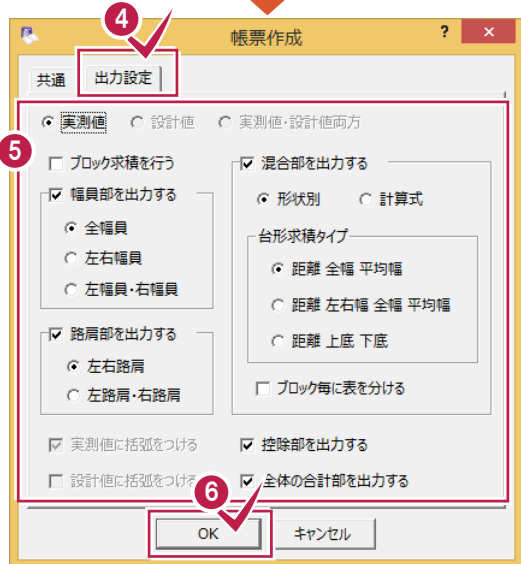 4
帳票作成 ? ×
共通 出力設定
5
実測値 設計値 実測値・設計値両方
ブロック求積を行う
幅員部を出力する
全幅員
左右幅員
左幅員・右幅員
路肩部を出力する
左右路肩
左路肩・右路肩
混合部を出力する
形状別 計算式
台形求積タイプ
距離 全幅 平均幅
距離 左右幅 全幅 平均幅
距離 上底 下底
ブロック毎に表を分ける
実測値に括弧をつける 控除部を出力する
設計値に括弧をつける 全体の合計部を出力する
6
OK キャンセル